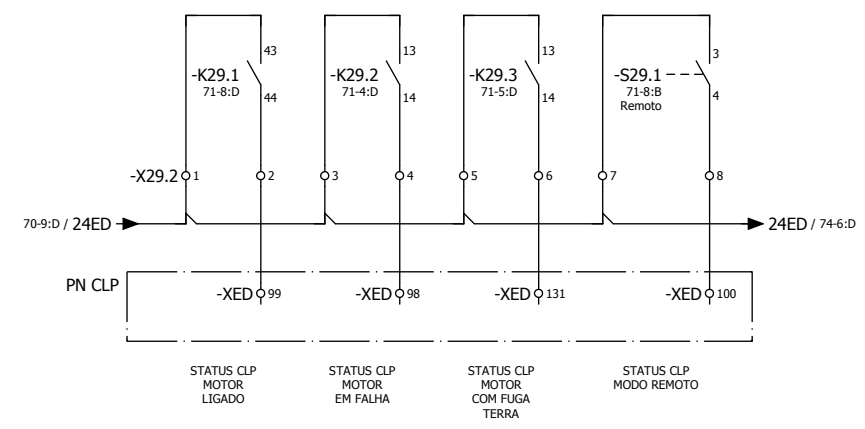 43
13
13
3
-K29.1
-K29.2
-K29.3
-S29.1
71-8:D
71-4:D
71-5:D
71-8:B
44
14
14
4
Remoto
-X29.2
1
2
3
4
5
6
7
8
70-9:D / 24ED
24ED / 74-6:D
PN CLP
-XED 99
-XED 98
-XED 131
-XED 100
STATUS CLP
MOTOR
LIGADO
STATUS CLP
MOTOR
EM FALHA
STATUS CLP
MOTOR
COM FUGA
TERRA
STATUS CLP
MODO REMOTO